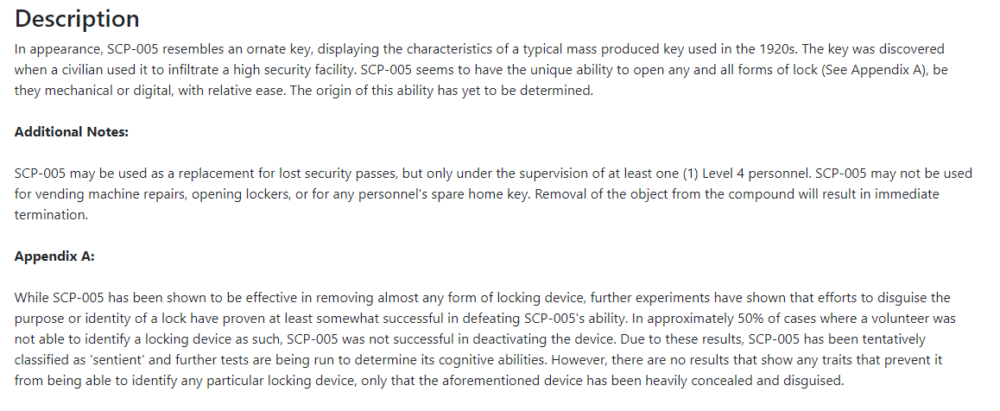 Description
In appearance, SCP-005 resembles an ornate key, displaying the characteristics of a typical mass produced key used in the 1920s. The key was discovered
when a civilian used it to infiltrate a high security facility. SCP-005 seems to have the unique ability to open any and all forms of lock (See Appendix A), be
they mechanical or digital, with relative ease. The origin of this ability has yet to be determined.
Additional Notes:
SCP-005 may be used as a replacement for lost security passes, but only under the supervision of at least one (1) Level 4 personnel. SCP-005 may not be used
for vending machine repairs, opening lockers, or for any personnel's spare home key. Removal of the object from the compound will result in immediate
termination.
Appendix A:
While SCP-005 has been shown to be effective in removing almost any form of locking device, further experiments have shown that efforts to disguise the
purpose or identity of a lock have proven at least somewhat successful in defeating SCP-005's ability. In approximately 50% of cases where a volunteer was
not able to identify a locking device as such, SCP-005 was not successful in deactivating the device. Due to these results, SCP-005 has been tentatively
classified as 'sentient' and further tests are being run to determine its cognitive abilities. However, there are no results that show any traits that prevent it
from being able to identify any particular locking device, only that the aforementioned device has been heavily concealed and disguised.